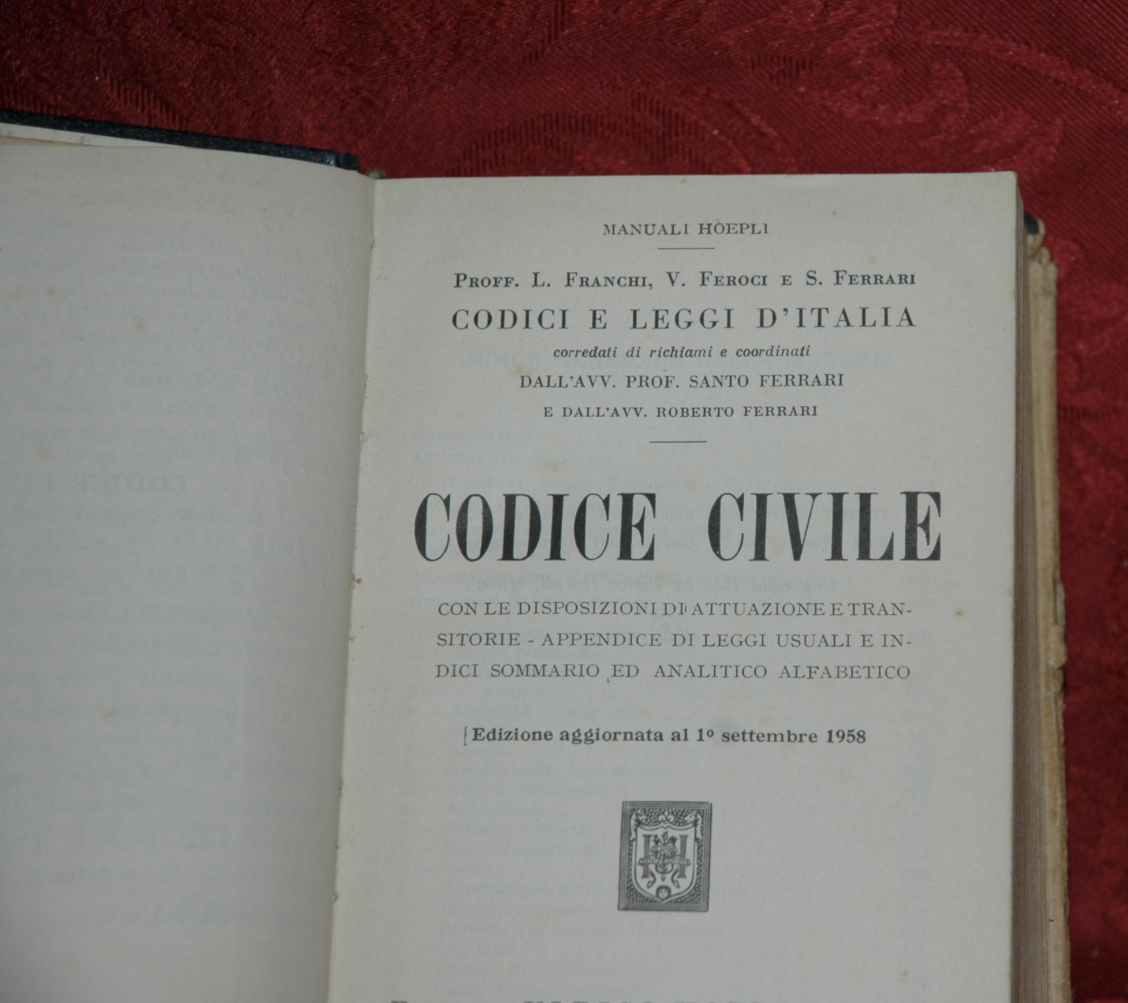 MANUALI HOEPLI
PROFF. L. FRANCHI, V. FEROCI E S. FERRARI
CODICI E LEGGI D'ITALIA
corredati di richiami e coordinati
DALL'AVV. PROF. SANTO FERRARI
E DALL'AVV. ROBERTO FERRARI
CODICE CIVILE
CON LE DISPOSIZIONI DI ATTUAZIONE E TRAN-
SITORIE - APPENDICE DI LEGGI USUALI E IN-
DICI SOMMARIO ED ANALITICO ALFABETICO
Edizione aggiornata al 1º settembre 1958